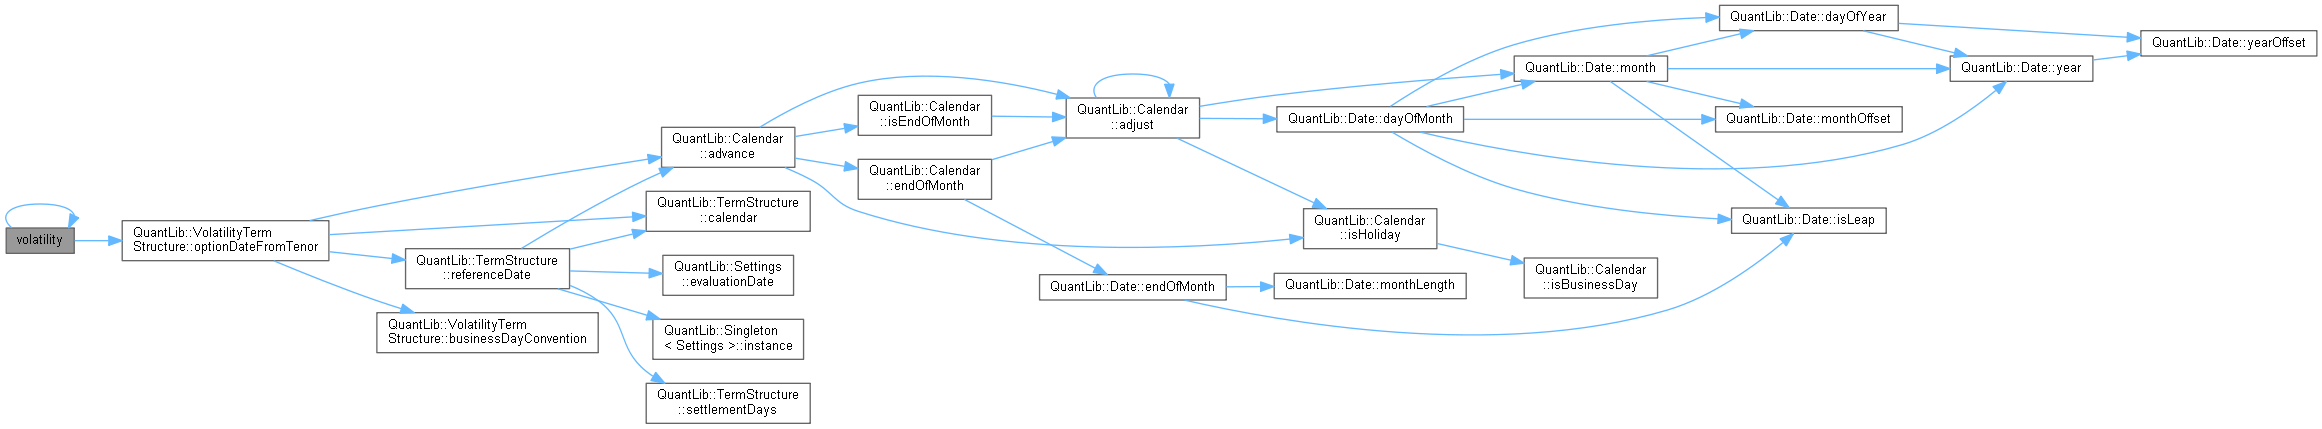 volatility
QuantLib::VolatilityTerm
Structure::optionDateFromTenor
QuantLib::Calendar
::advance
QuantLib::TermStructure
::calendar
QuantLib::TermStructure
::referenceDate
QuantLib::VolatilityTerm
Structure::businessDayConvention
QuantLib::Settings
::evaluationDate
QuantLib::Singleton
< Settings >::instance
QuantLib::TermStructure
::settlementDays
QuantLib::Calendar
::isEndOfMonth
QuantLib::Calendar
::endOfMonth
QuantLib::Calendar
::adjust
QuantLib::Date::endOfMonth
QuantLib::Date::dayOfMonth
QuantLib::Calendar
::isHoliday
QuantLib::Date::monthLength
QuantLib::Date::month
QuantLib::Calendar
::isBusinessDay
QuantLib::Date::dayOfYear
QuantLib::Date::monthOffset
QuantLib::Date::isLeap
QuantLib::Date::year
QuantLib::Date::yearOffset